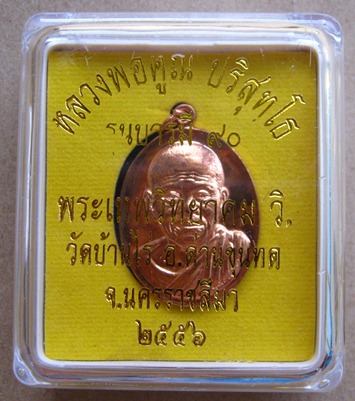 หลวงพ่อคูณ ปริสุทโธ
รุ่นบารมี ๙๐
พระเทพวิทยาคม วิ.
วัดบ้านไร่ อ.ด่านขุนทด
จ.นครราชสีมา
๒๕๕๖